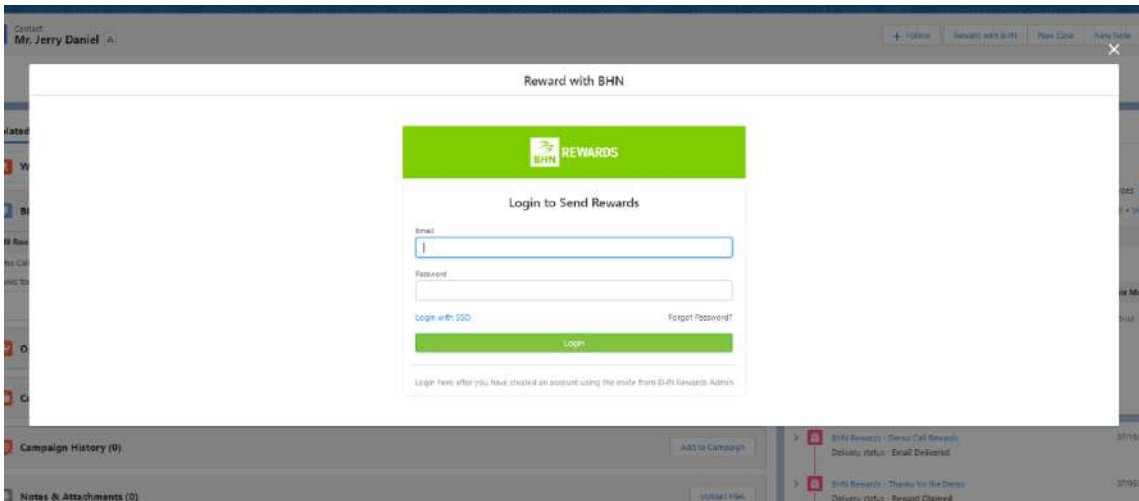 Contact
Mr. Jerry Daniel
+ Follow
Reward with BHN
New Case
New Note
Reward with BHN
BHN REWARDS
Login to Send Rewards
Email
Password
Login with SSO
Forgot Password?
Login
Login here after you have created an account using the invite from BHN Rewards Admin
Campaign History (0)
Add to Campaign
BHN Rewards - Demo Call Rewards
Delivery status - Email Delivered
Notes & Attachments (0)
Upload Files
BHN Rewards - Thanks for the Demo
Delivery status - Reward Claimed